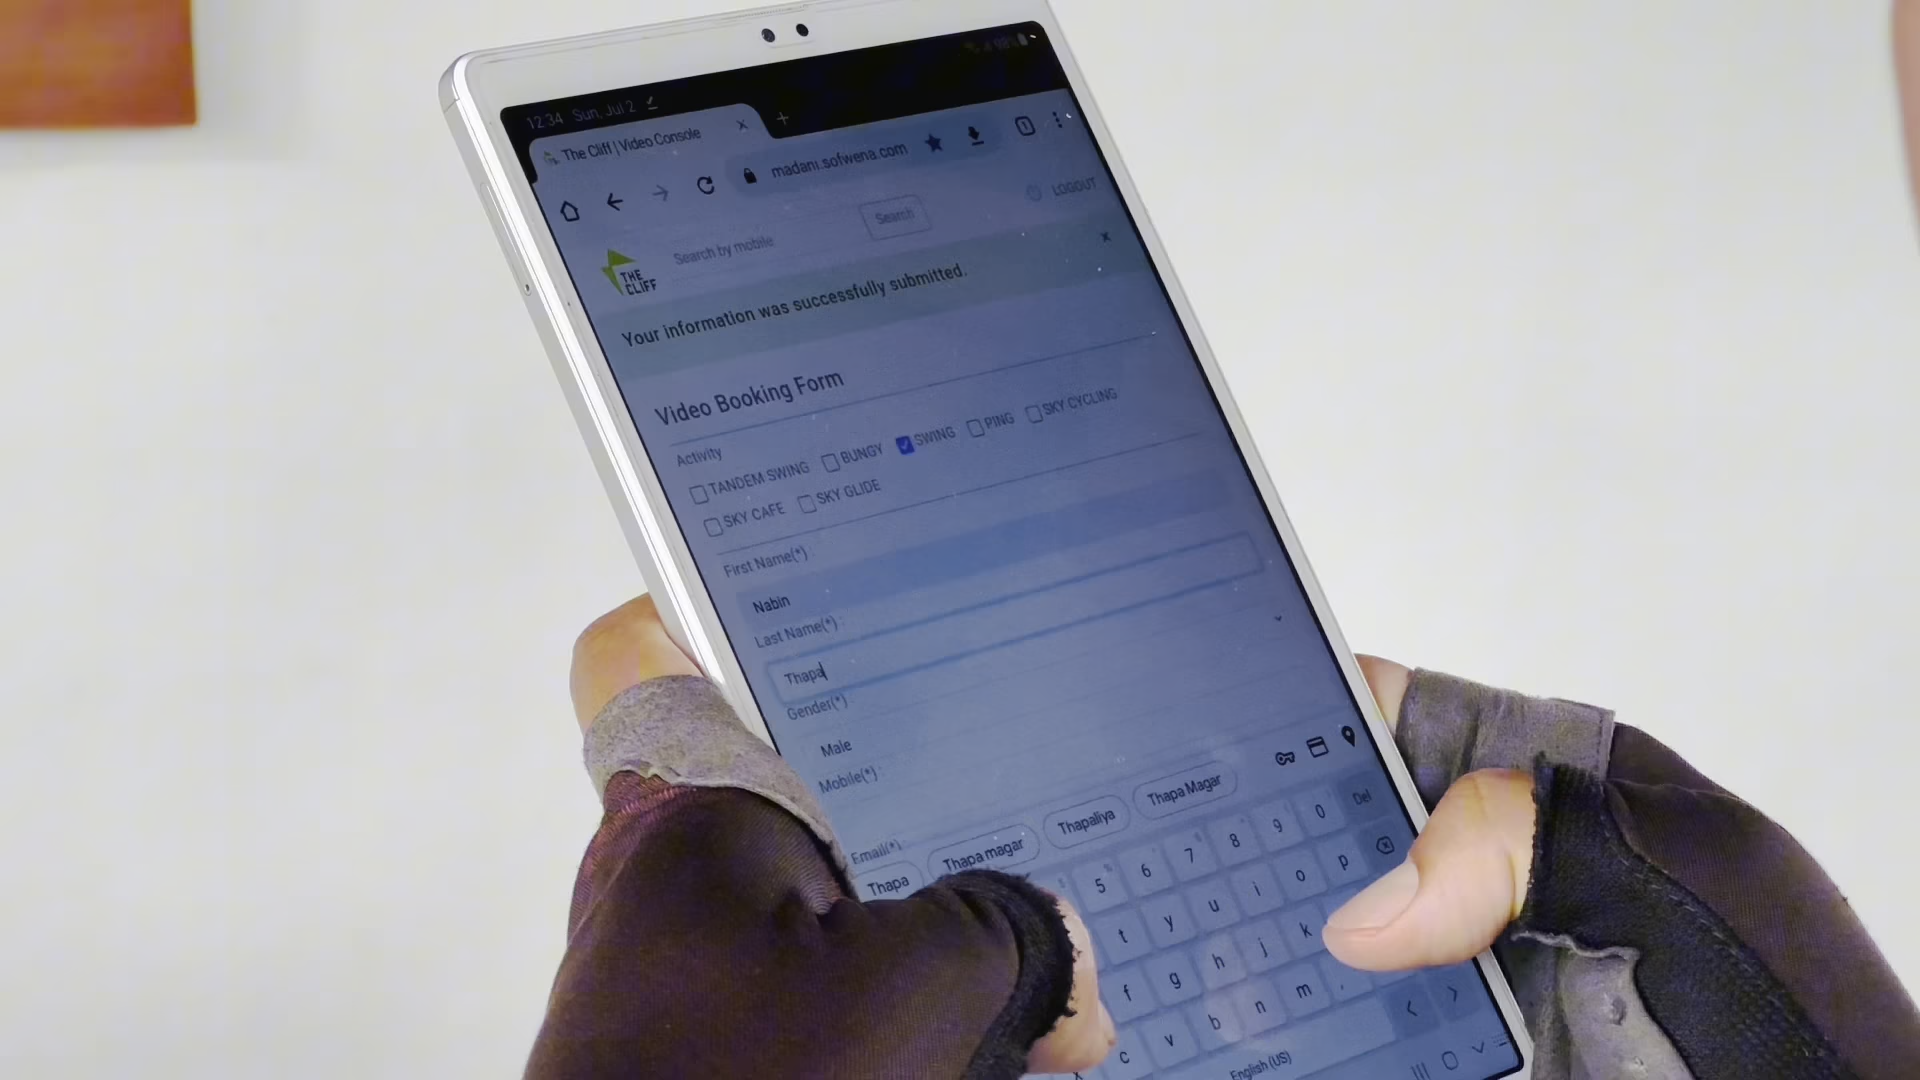 12:34 Sun, Jul 2
The Cliff | Video Console
madani.sofwena.com
1
LOGOUT
Search by mobile
Search
THE
CLIFF
Your information was successfully submitted.
Video Booking Form
Activity
TANDEM SWING BUNGY SWING PING SKY CYCLING
SKY CAFE SKY GLIDE
First Name(*)
Nabin
Last Name(*)
Thapa
Gender(*)
Male
Mobile(*)
Email(*)
Thapa Thapa magar Thapaliya Thapa Magar
5 6 7 8 9 0 Del
t y u i o p
f g h j k
c v b n m
English (US)